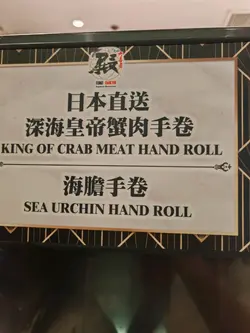 殿
日本直送
深海皇帝蟹肉手卷
KING OF CRAB MEAT HAND ROLL
海膽手卷
SEA URCHIN HAND ROLL